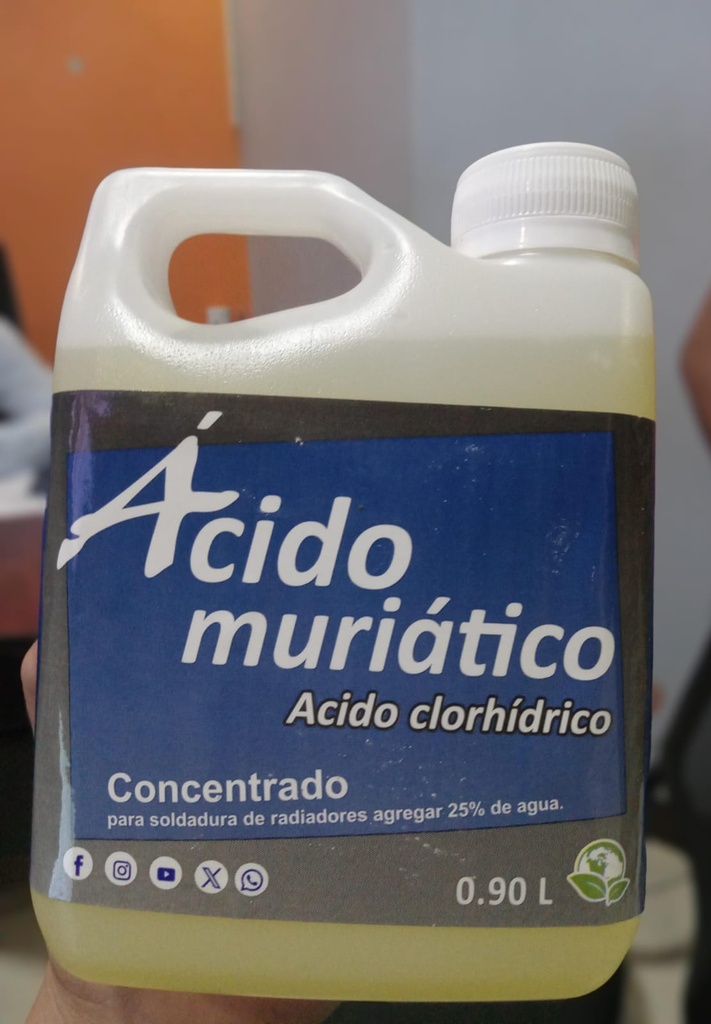 Ácido
muriático
Acido clorhídrico
Concentrado
para soldadura de radiadores agregar 25% de agua.
0.90 L